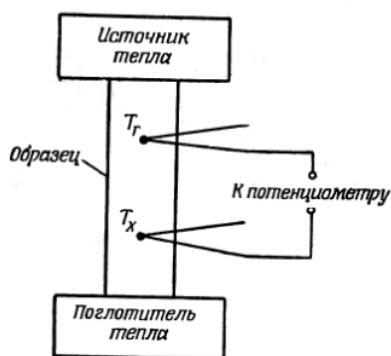 Источник
тепла
Tг
Образец
К потенциометру
Tх
Поглотитель
тепла